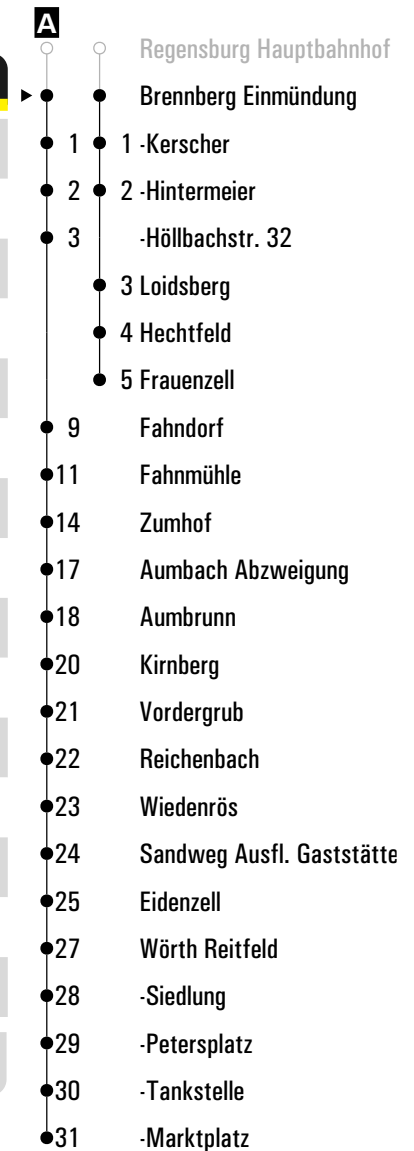 A
Regensburg Hauptbahnhof
Brennberg Einmündung
1 1 -Kerscher
2 2 -Hintermeier
3 -Höllbachstr. 32
3 Loidsberg
4 Hechtfeld
5 Frauenzell
9 Fahndorf
11 Fahnmühle
14 Zumhof
17 Aumbach Abzweigung
18 Aumbrunn
20 Kirnberg
21 Vordergrub
22 Reichenbach
23 Wiedenrös
24 Sandweg Ausfl. Gaststätte
25 Eidenzell
27 Wörth Reitfeld
28 -Siedlung
29 -Petersplatz
30 -Tankstelle
31 -Marktplatz